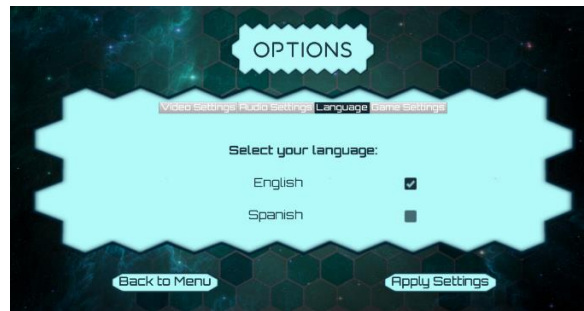 OPTIONS
Video Settings Audio Settings Language Game Settings
Select your language:
English
Spanish
Back to Menu Apply Settings